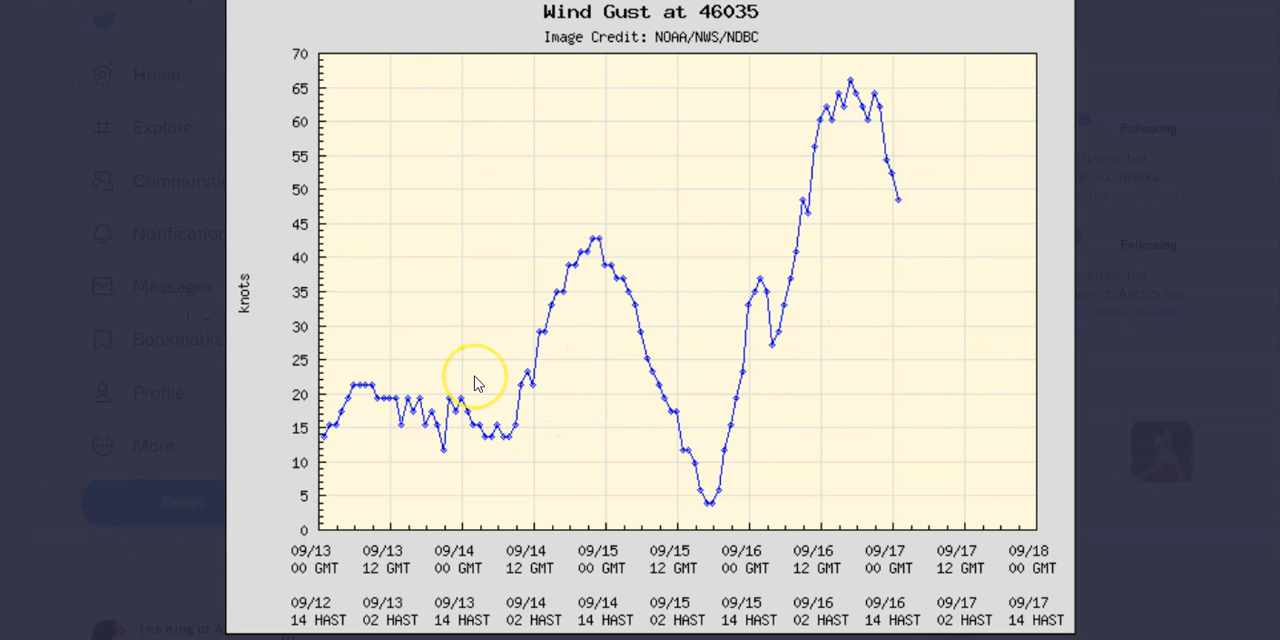 Wind Gust at 46035
Image Credit: NOAA/NWS/NDBC
70
65
60
55
50
45
40
35
30
25
20
15
10
5
0
knots
09/13 09/13 09/14 09/14 09/15 09/15 09/16 09/16 09/17 09/17 09/18
00 GMT 12 GMT 00 GMT 12 GMT 00 GMT 12 GMT 00 GMT 12 GMT 00 GMT 12 GMT 00 GMT
09/12 09/13 09/13 09/14 09/14 09/15 09/15 09/16 09/16 09/17 09/17
14 HAST 02 HAST 14 HAST 02 HAST 14 HAST 02 HAST 14 HAST 02 HAST 14 HAST 02 HAST 14 HAST
Home
Explore
Communiti
Notification
Messages
Bookmarks
Profile
More
Tweet
The King of A
Following
Following